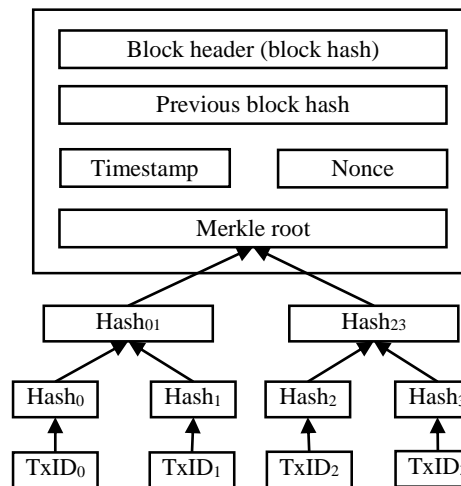 Block header (block hash)
Previous block hash
Timestamp Nonce
Merkle root
Hash₀₁ Hash₂₃
Hash₀ Hash₁ Hash₂ Hash₃
TxID₀ TxID₁ TxID₂ TxID